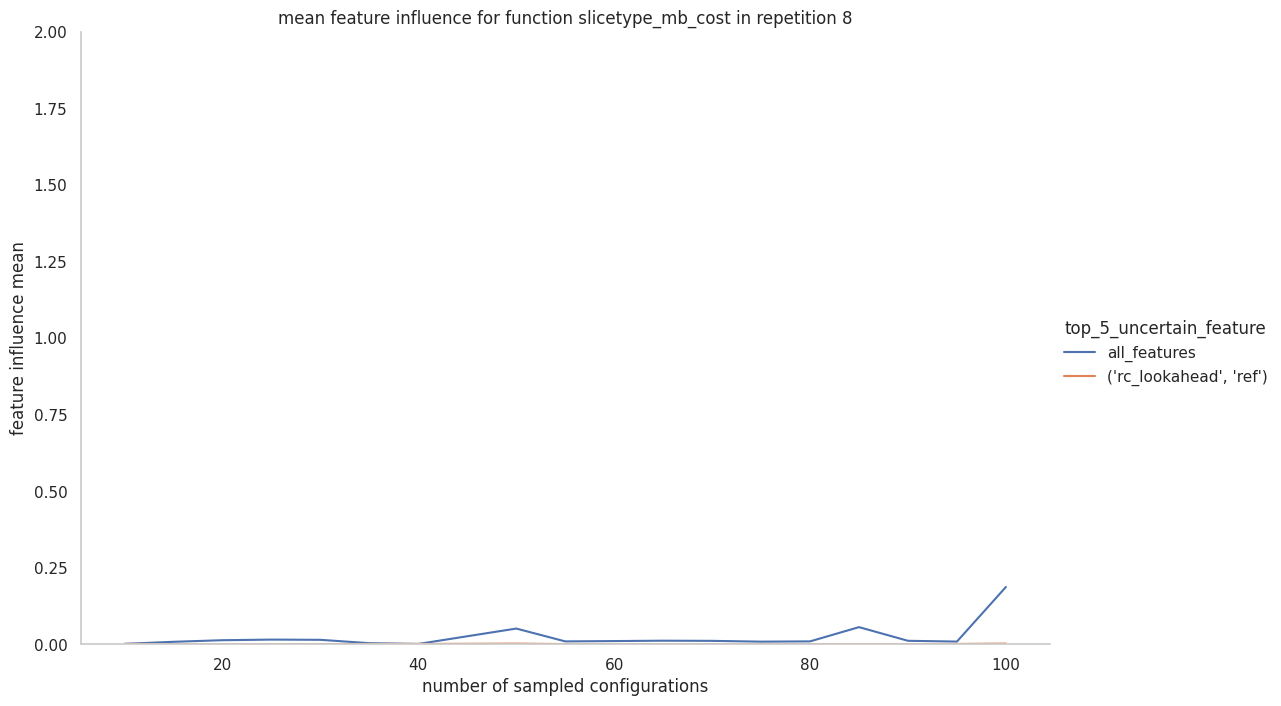 mean feature influence for function slicetype_mb_cost in repetition 8
2.00
1.75
1.50
1.25
1.00
0.75
0.50
0.25
0.00
feature influence mean
20
40
60
80
100
number of sampled configurations
top_5_uncertain_feature
all_features
('rc_lookahead', 'ref')